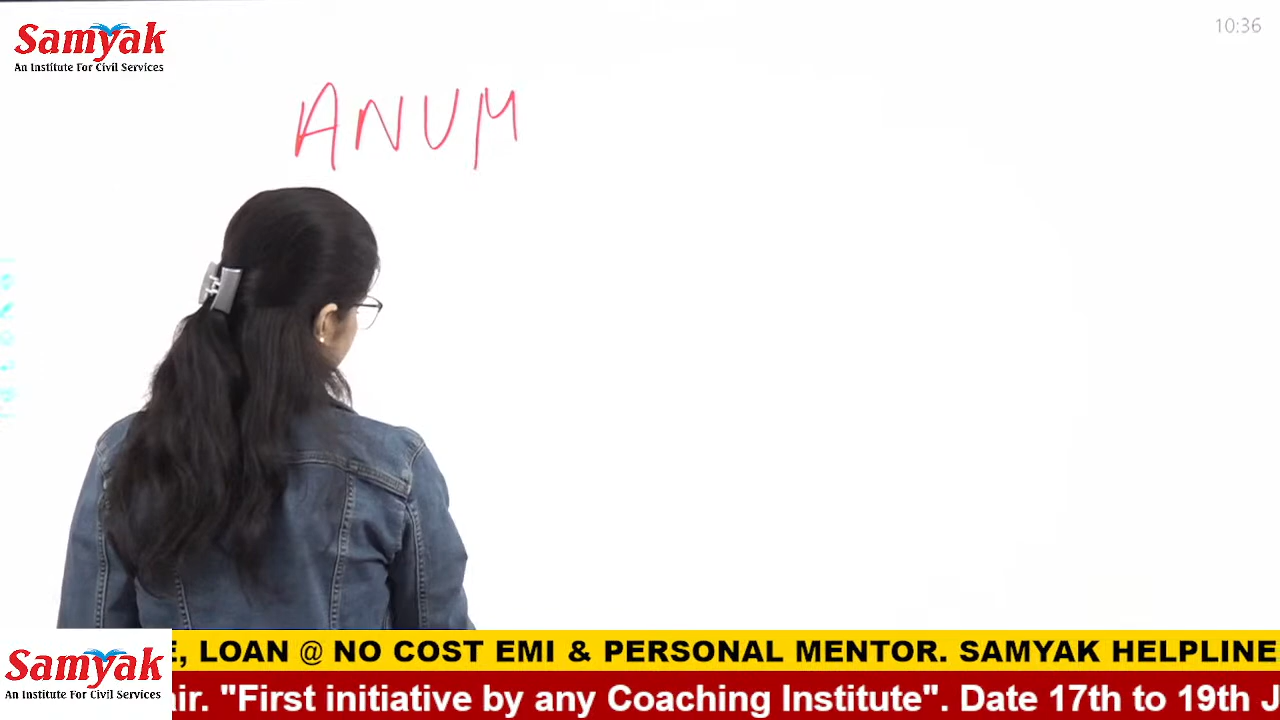 Samyak
An Institute For Civil Services
10:36
ANUM
Samyak
An Institute For Civil Services
E, LOAN @ NO COST EMI & PERSONAL MENTOR. SAMYAK HELPLINE
air. "First initiative by any Coaching Institute". Date 17th to 19th J